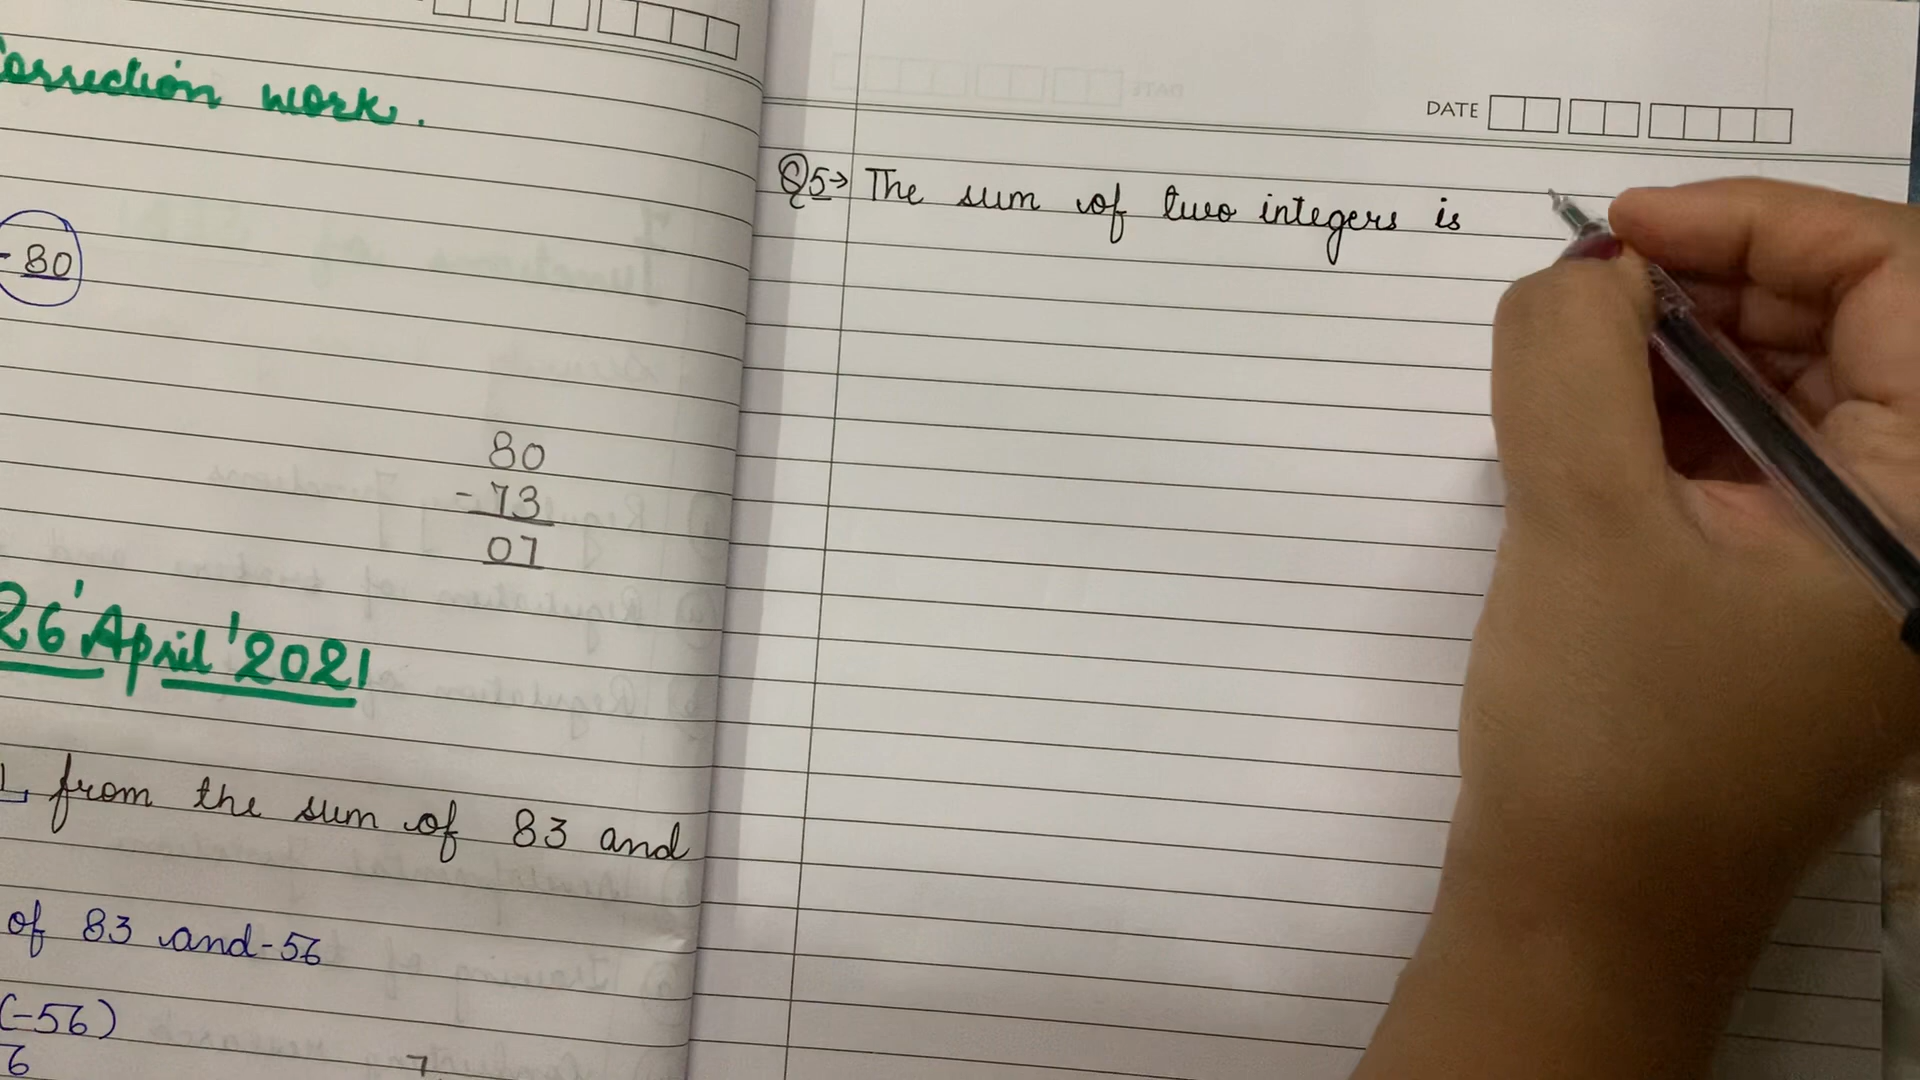 work.
-80
80
-73
07
26 April '2021
from the sum of 83 and
of 83 and -56
(-56)
6
7
DATE
Q5→ The sum of two integers is